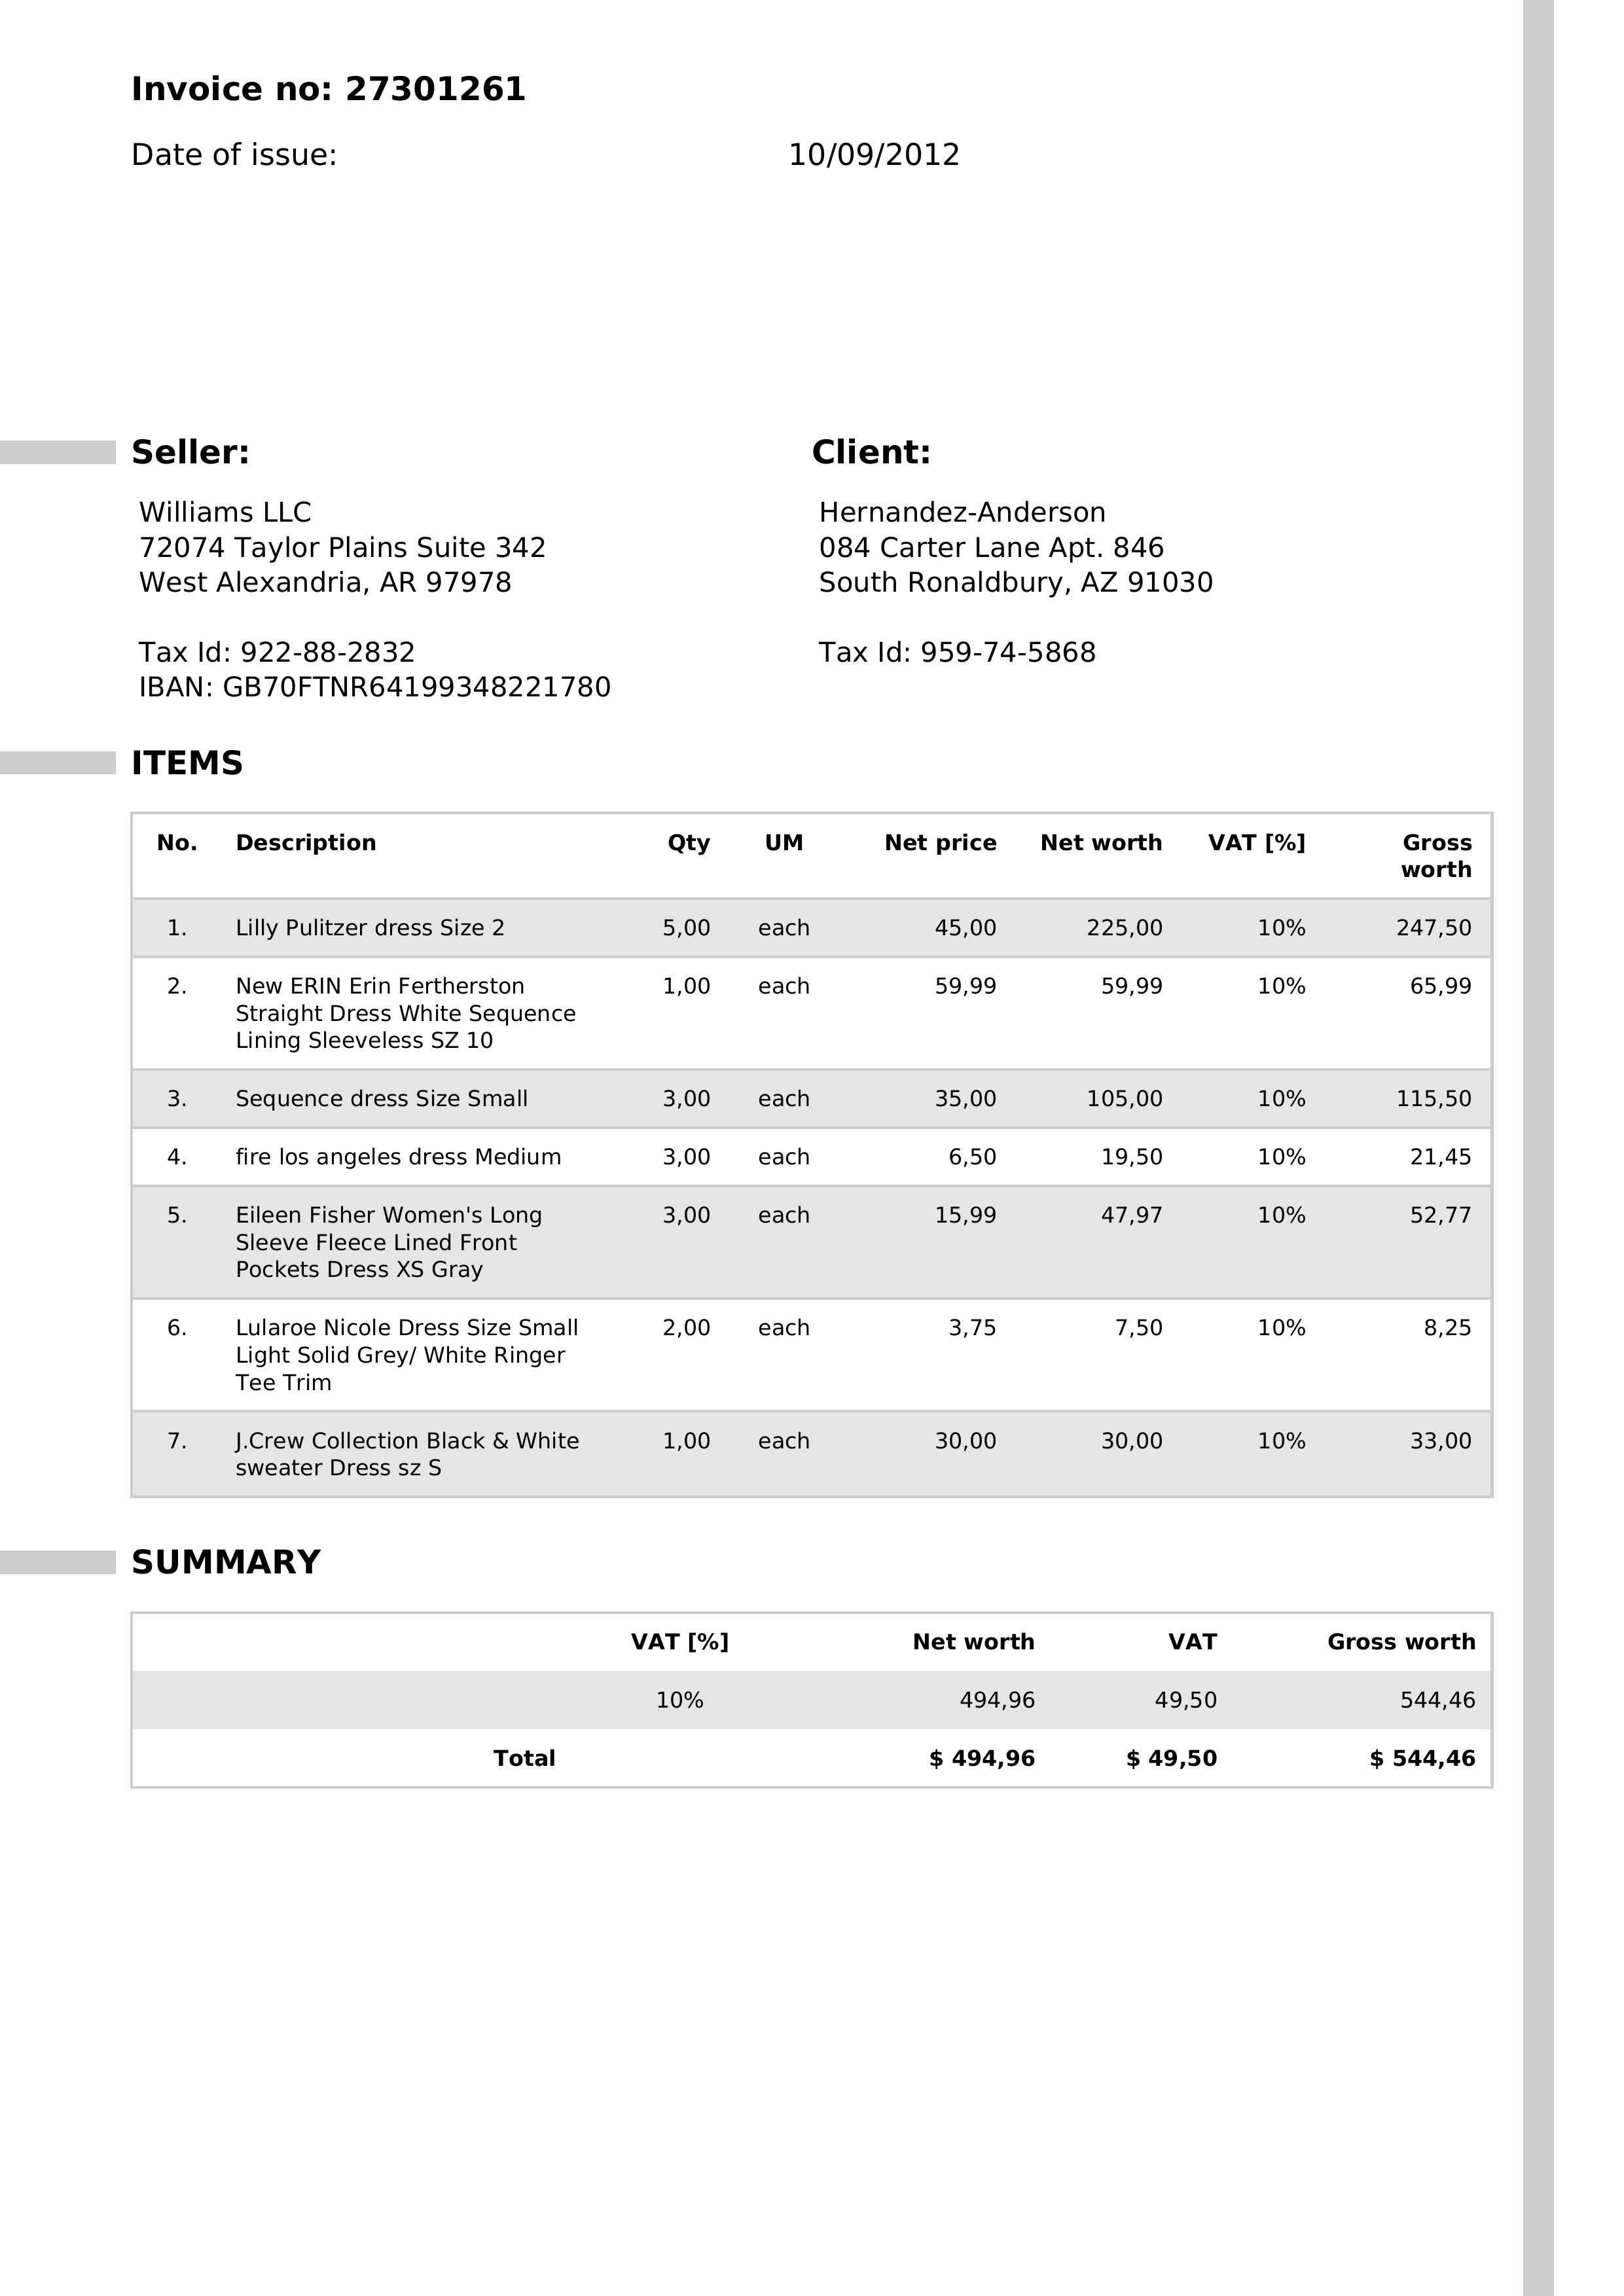 Invoice no: 27301261
Date of issue: 10/09/2012
Seller:
Williams LLC
72074 Taylor Plains Suite 342
West Alexandria, AR 97978
Tax Id: 922-88-2832
IBAN: GB70FTNR64199348221780
Client:
Hernandez-Anderson
084 Carter Lane Apt. 846
South Ronaldbury, AZ 91030
Tax Id: 959-74-5868
ITEMS
No. Description Qty UM Net price Net worth VAT [%] Gross
worth
1. Lilly Pulitzer dress Size 2 5,00 each 45,00 225,00 10% 247,50
2. New ERIN Erin Fertherston 1,00 each 59,99 59,99 10% 65,99
Straight Dress White Sequence
Lining Sleeveless SZ 10
3. Sequence dress Size Small 3,00 each 35,00 105,00 10% 115,50
4. fire los angeles dress Medium 3,00 each 6,50 19,50 10% 21,45
5. Eileen Fisher Women's Long 3,00 each 15,99 47,97 10% 52,77
Sleeve Fleece Lined Front
Pockets Dress XS Gray
6. Lularoe Nicole Dress Size Small 2,00 each 3,75 7,50 10% 8,25
Light Solid Grey/ White Ringer
Tee Trim
7. J.Crew Collection Black & White 1,00 each 30,00 30,00 10% 33,00
sweater Dress sz S
SUMMARY
VAT [%] Net worth VAT Gross worth
10% 494,96 49,50 544,46
Total $ 494,96 $ 49,50 $ 544,46